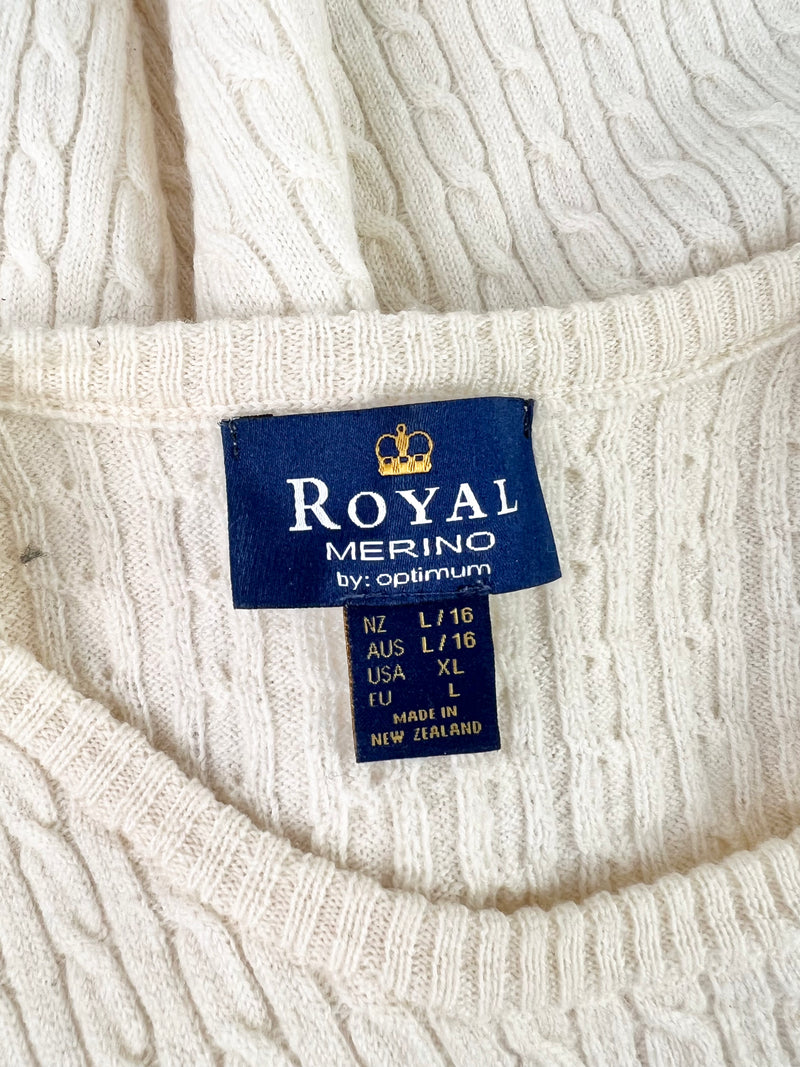 ROYAL
MERINO
by: optimum
NZ L / 16
AUS L / 16
USA XL
EU L
MADE IN
NEW ZEALAND